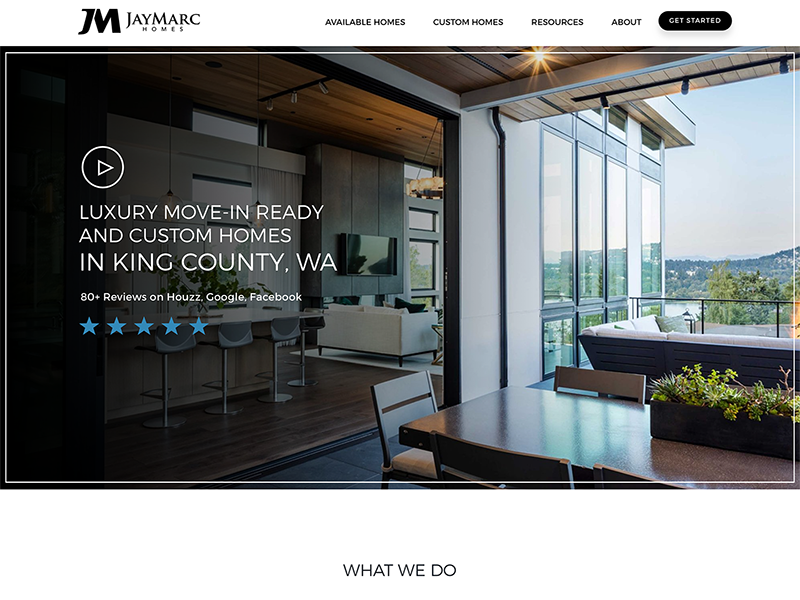 JM JAYMARC
HOMES
AVAILABLE HOMES
CUSTOM HOMES
RESOURCES
ABOUT
GET STARTED
LUXURY MOVE-IN READY
AND CUSTOM HOMES
IN KING COUNTY, WA
80+ Reviews on Houzz, Google, Facebook
WHAT WE DO